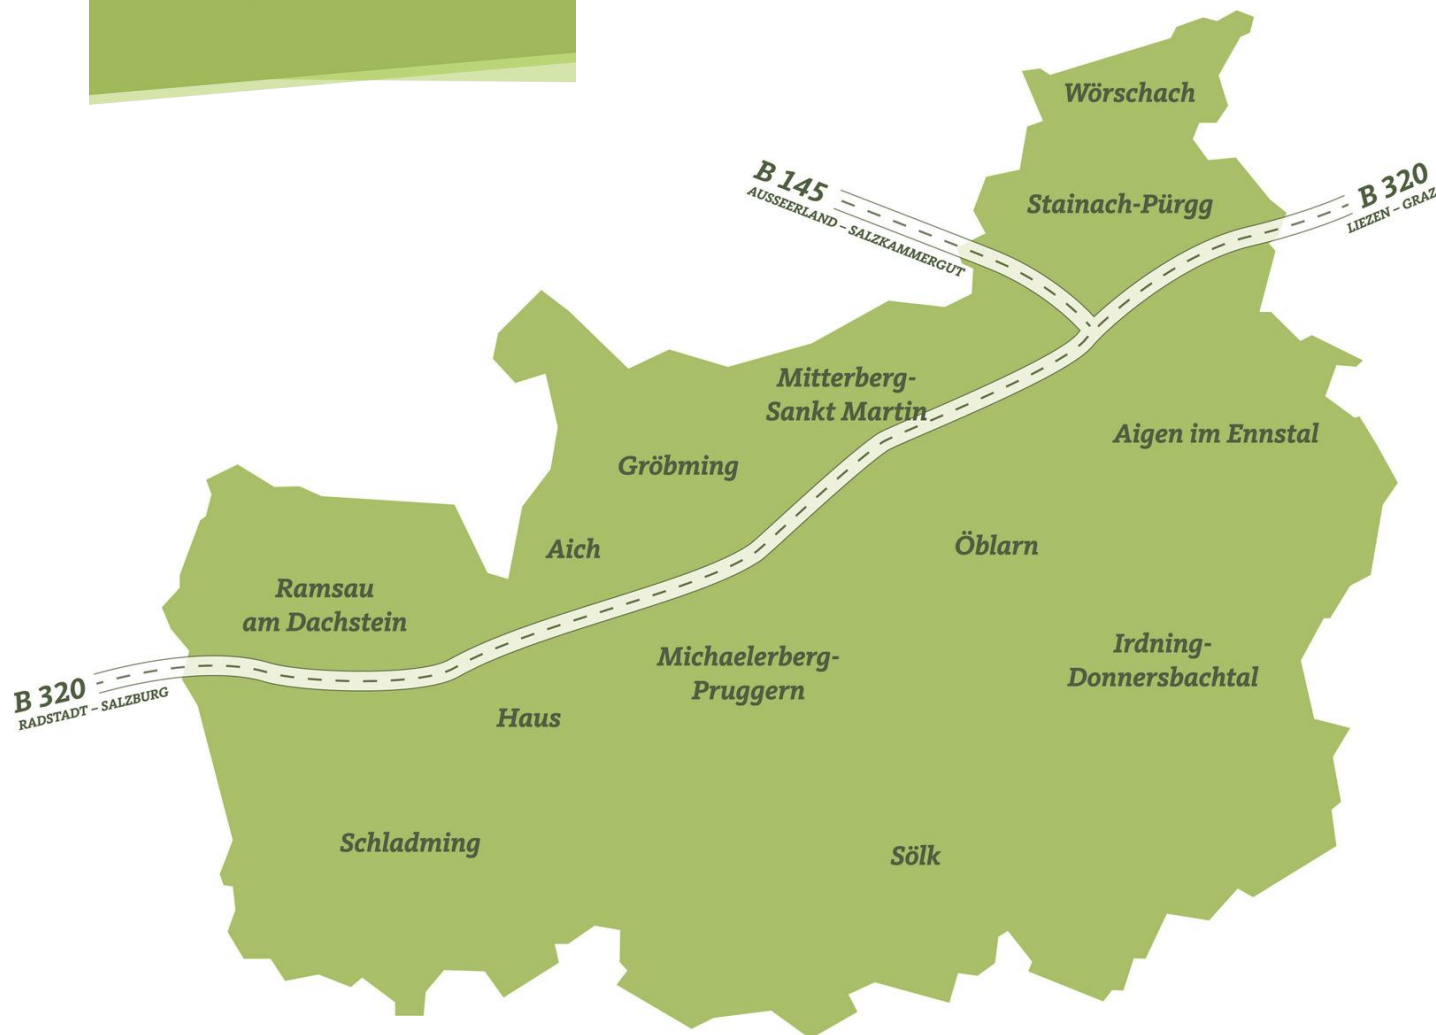 Wörschach
B 145
AUSSEERLAND – SALZKAMMERGUT
B 320
LIEZEN – GRAZ
Stainach-Pürgg
Mitterberg-
Sankt Martin
Aigen im Ennstal
Gröbming
Aich
Öblarn
Ramsau
am Dachstein
Michaelerberg-
Pruggern
Irdning-
Donnersbachtal
B 320
RADSTADT – SALZBURG
Haus
Schladming
Sölk